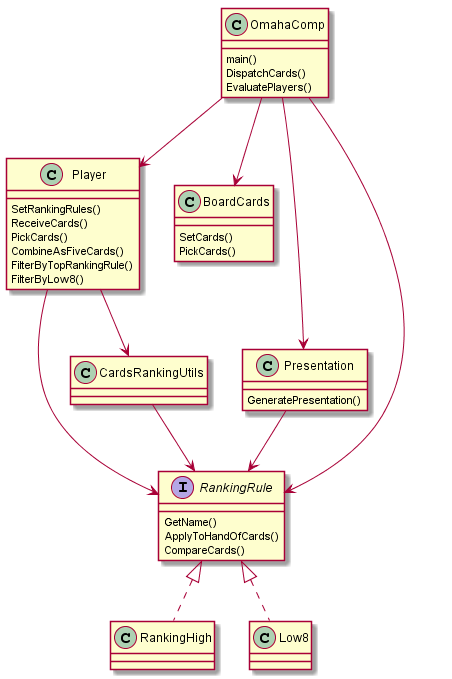 C OmahaComp
main()
DispatchCards()
EvaluatePlayers()
C Player
SetRankingRules()
ReceiveCards()
PickCards()
CombineAsFiveCards()
FilterByTopRankingRule()
FilterByLow8()
C BoardCards
SetCards()
PickCards()
C CardsRankingUtils
C Presentation
GeneratePresentation()
I RankingRule
GetName()
ApplyToHandOfCards()
CompareCards()
C RankingHigh
C Low8